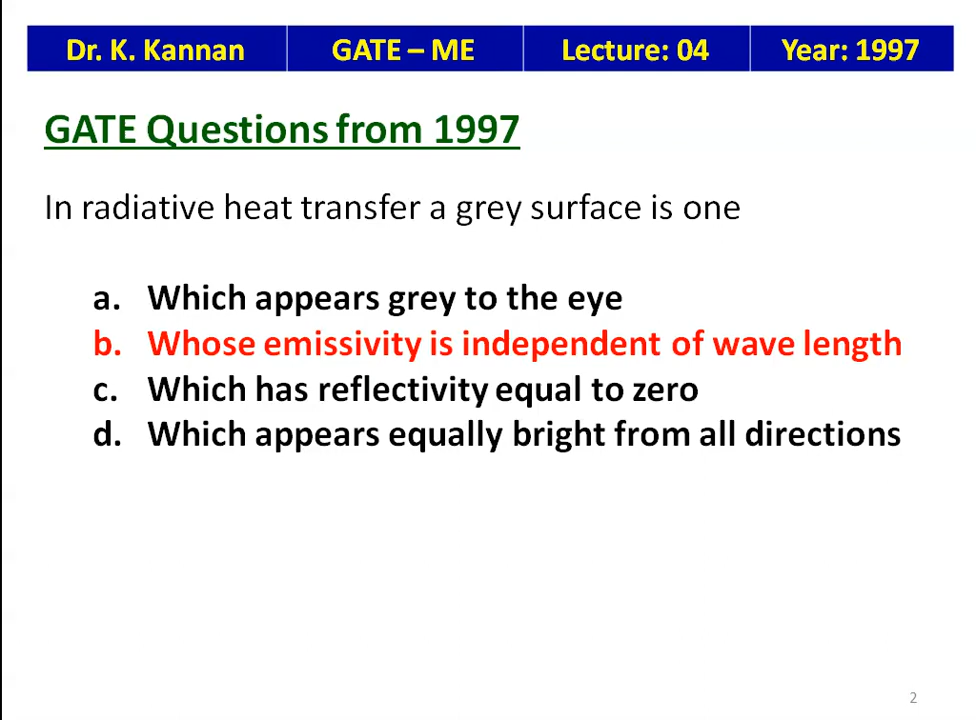 Dr. K. Kannan GATE – ME Lecture: 04 Year: 1997
GATE Questions from 1997
In radiative heat transfer a grey surface is one
a. Which appears grey to the eye
b. Whose emissivity is independent of wave length
c. Which has reflectivity equal to zero
d. Which appears equally bright from all directions
2